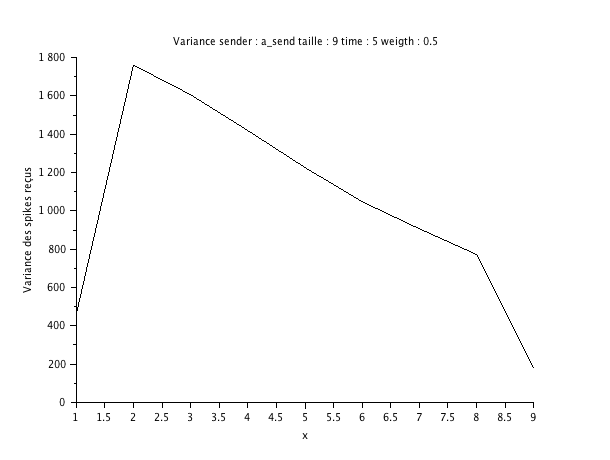 Variance sender : a_send taille : 9 time : 5 weigth : 0.5
Variance des spikes reçus
1 800
1 600
1 400
1 200
1 000
800
600
400
200
0
1 1.5 2 2.5 3 3.5 4 4.5 5 5.5 6 6.5 7 7.5 8 8.5 9
x